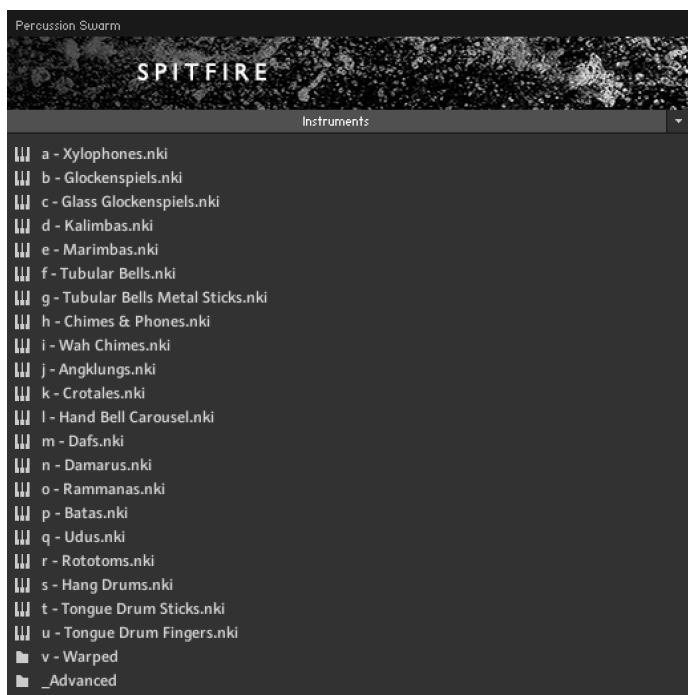 Percussion Swarm
SPITFIRE
Instruments
a - Xylophones.nki
b - Glockenspiels.nki
c - Glass Glockenspiels.nki
d - Kalimbas.nki
e - Marimbas.nki
f - Tubular Bells.nki
g - Tubular Bells Metal Sticks.nki
h - Chimes & Phones.nki
i - Wah Chimes.nki
j - Angklungs.nki
k - Crotales.nki
l - Hand Bell Carousel.nki
m - Dafs.nki
n - Damarus.nki
o - Rammanas.nki
p - Batas.nki
q - Udus.nki
r - Rototoms.nki
s - Hang Drums.nki
t - Tongue Drum Sticks.nki
u - Tongue Drum Fingers.nki
v - Warped
_Advanced